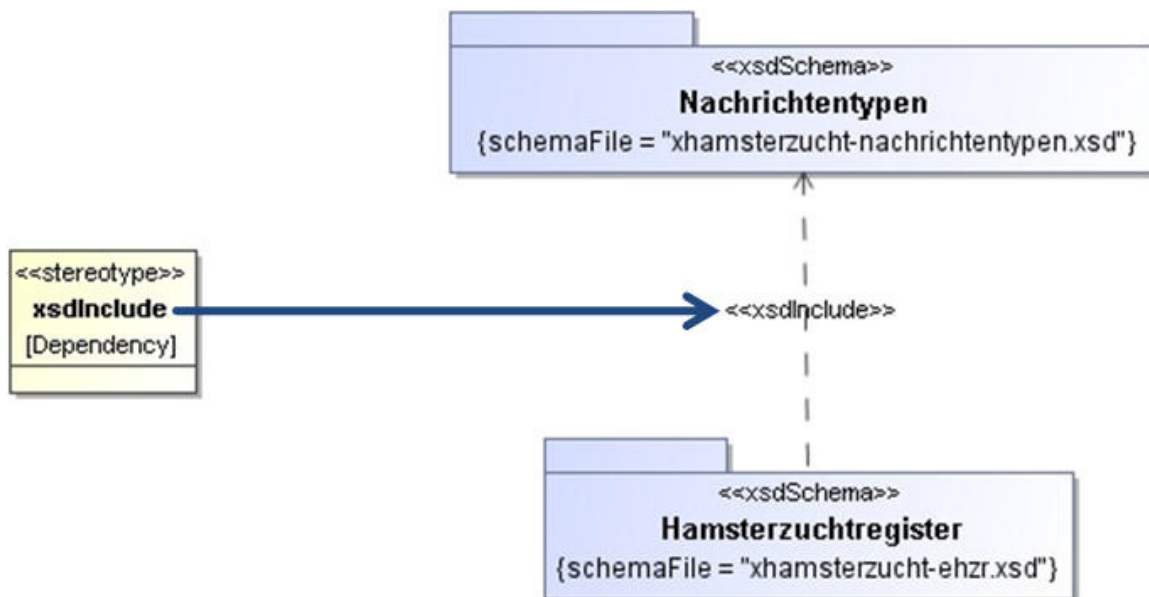 <<xsdSchema>>
Nachrichtentypen
{schemaFile = "xhamsterzucht-nachrichtentypen.xsd"}
<<stereotype>>
xsdInclude
[Dependency]
<<xsdInclude>>
<<xsdSchema>>
Hamsterzuchtregister
{schemaFile = "xhamsterzucht-ehzr.xsd"}